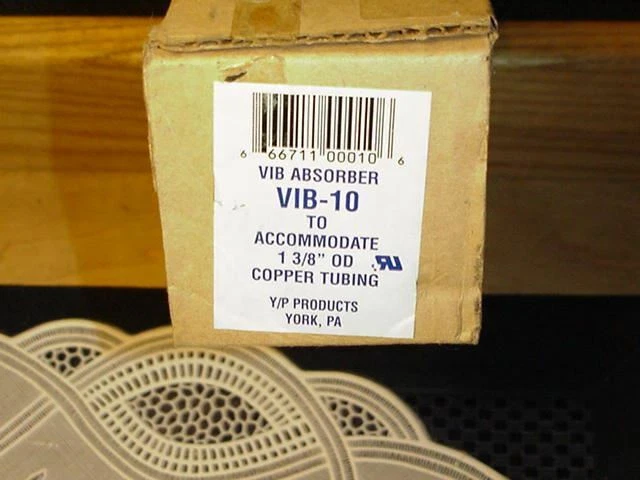 6 66711 00010 6
VIB ABSORBER
VIB-10
TO
ACCOMMODATE
1 3/8" OD
COPPER TUBING
Y/P PRODUCTS
YORK, PA